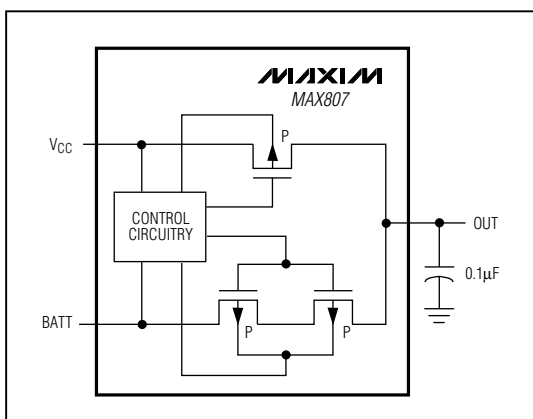 MAXIM
MAX807
VCC
P
CONTROL
CIRCUITRY
OUT
0.1µF
BATT
P
P